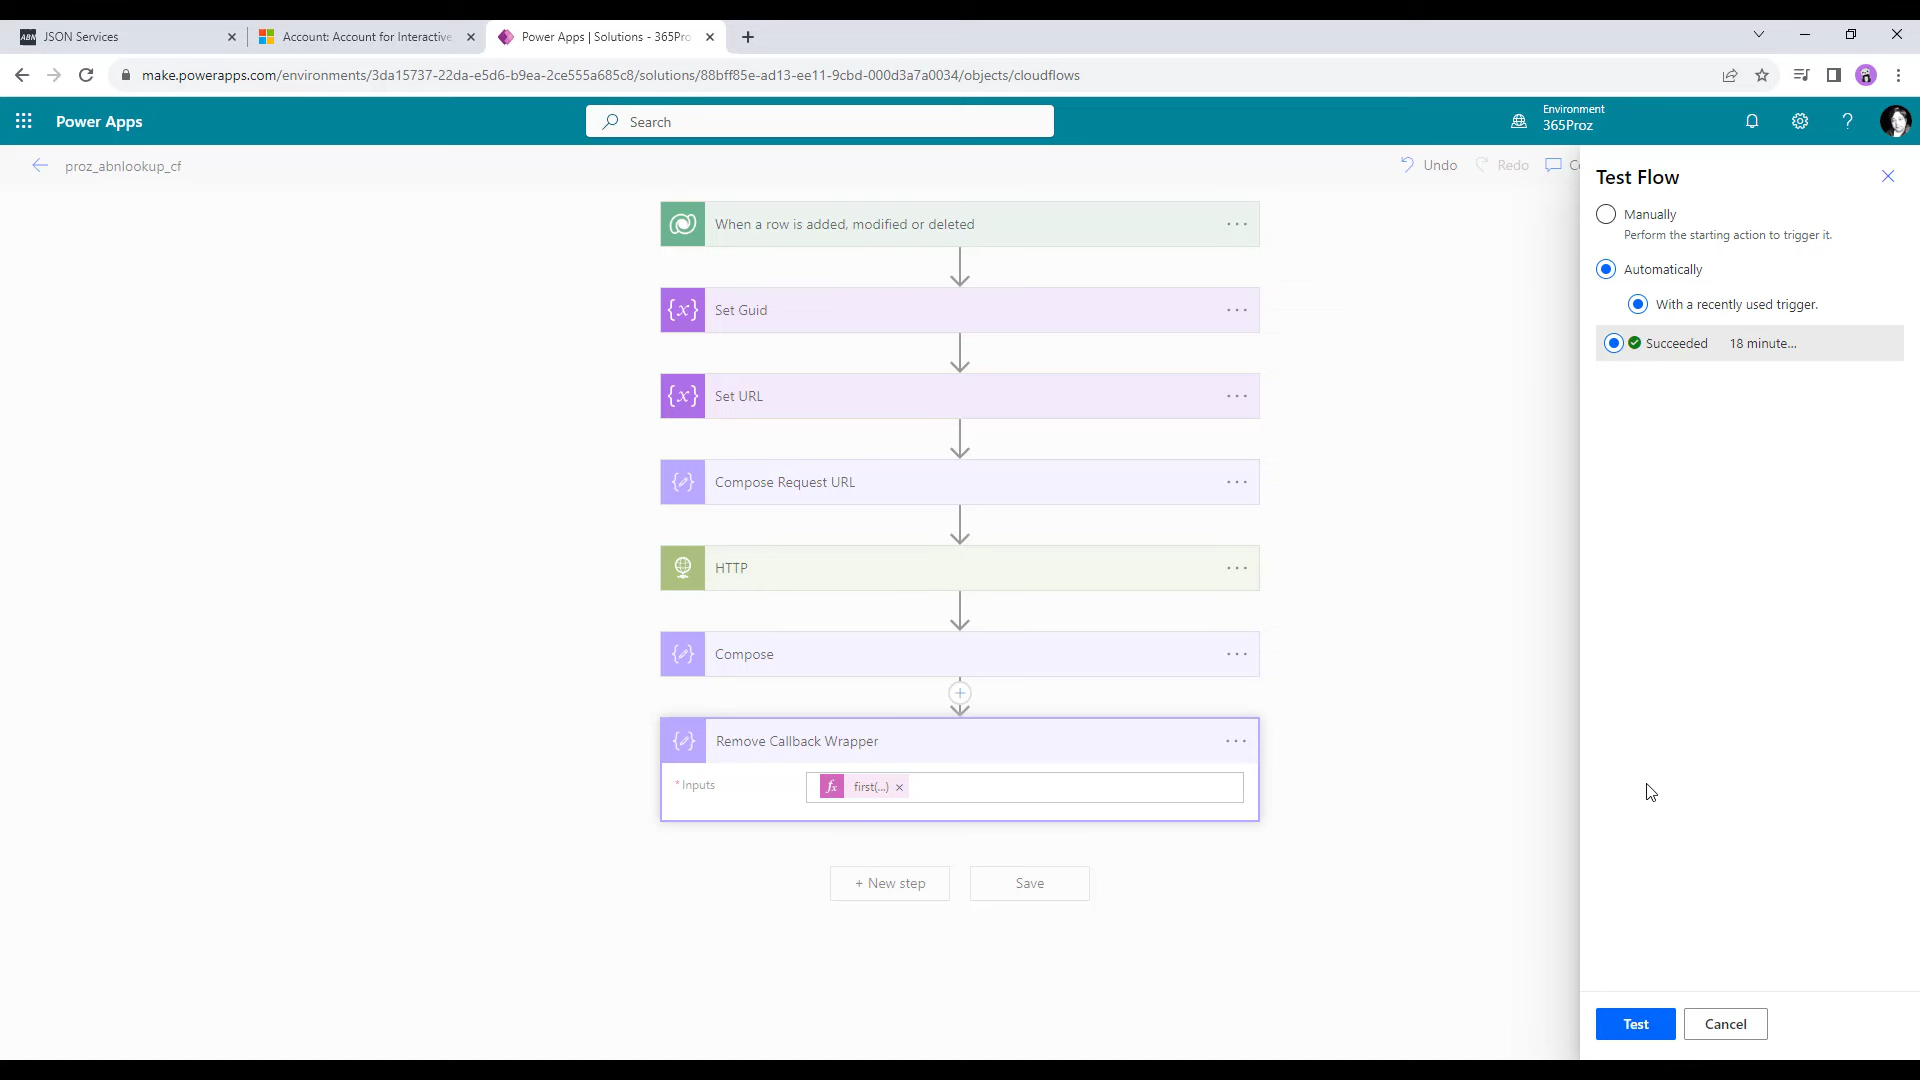 ABN
JSON Services
Account: Account for Interactive
Power Apps | Solutions - 365Pro
make.powerapps.com/environments/3da15737-22da-e5d6-b9ea-2ce555a685c8/solutions/88bff85e-ad13-ee11-9cbd-000d3a7a0034/objects/cloudflows
Power Apps
Search
Environment
365Proz
proz_abnlookup_cf
Undo
Redo
Test Flow
Manually
Perform the starting action to trigger it.
Automatically
With a recently used trigger.
Succeeded 18 minute...
When a row is added, modified or deleted
Set Guid
Set URL
Compose Request URL
HTTP
Compose
Remove Callback Wrapper
* Inputs
fx first(...) ×
+ New step
Save
Test
Cancel